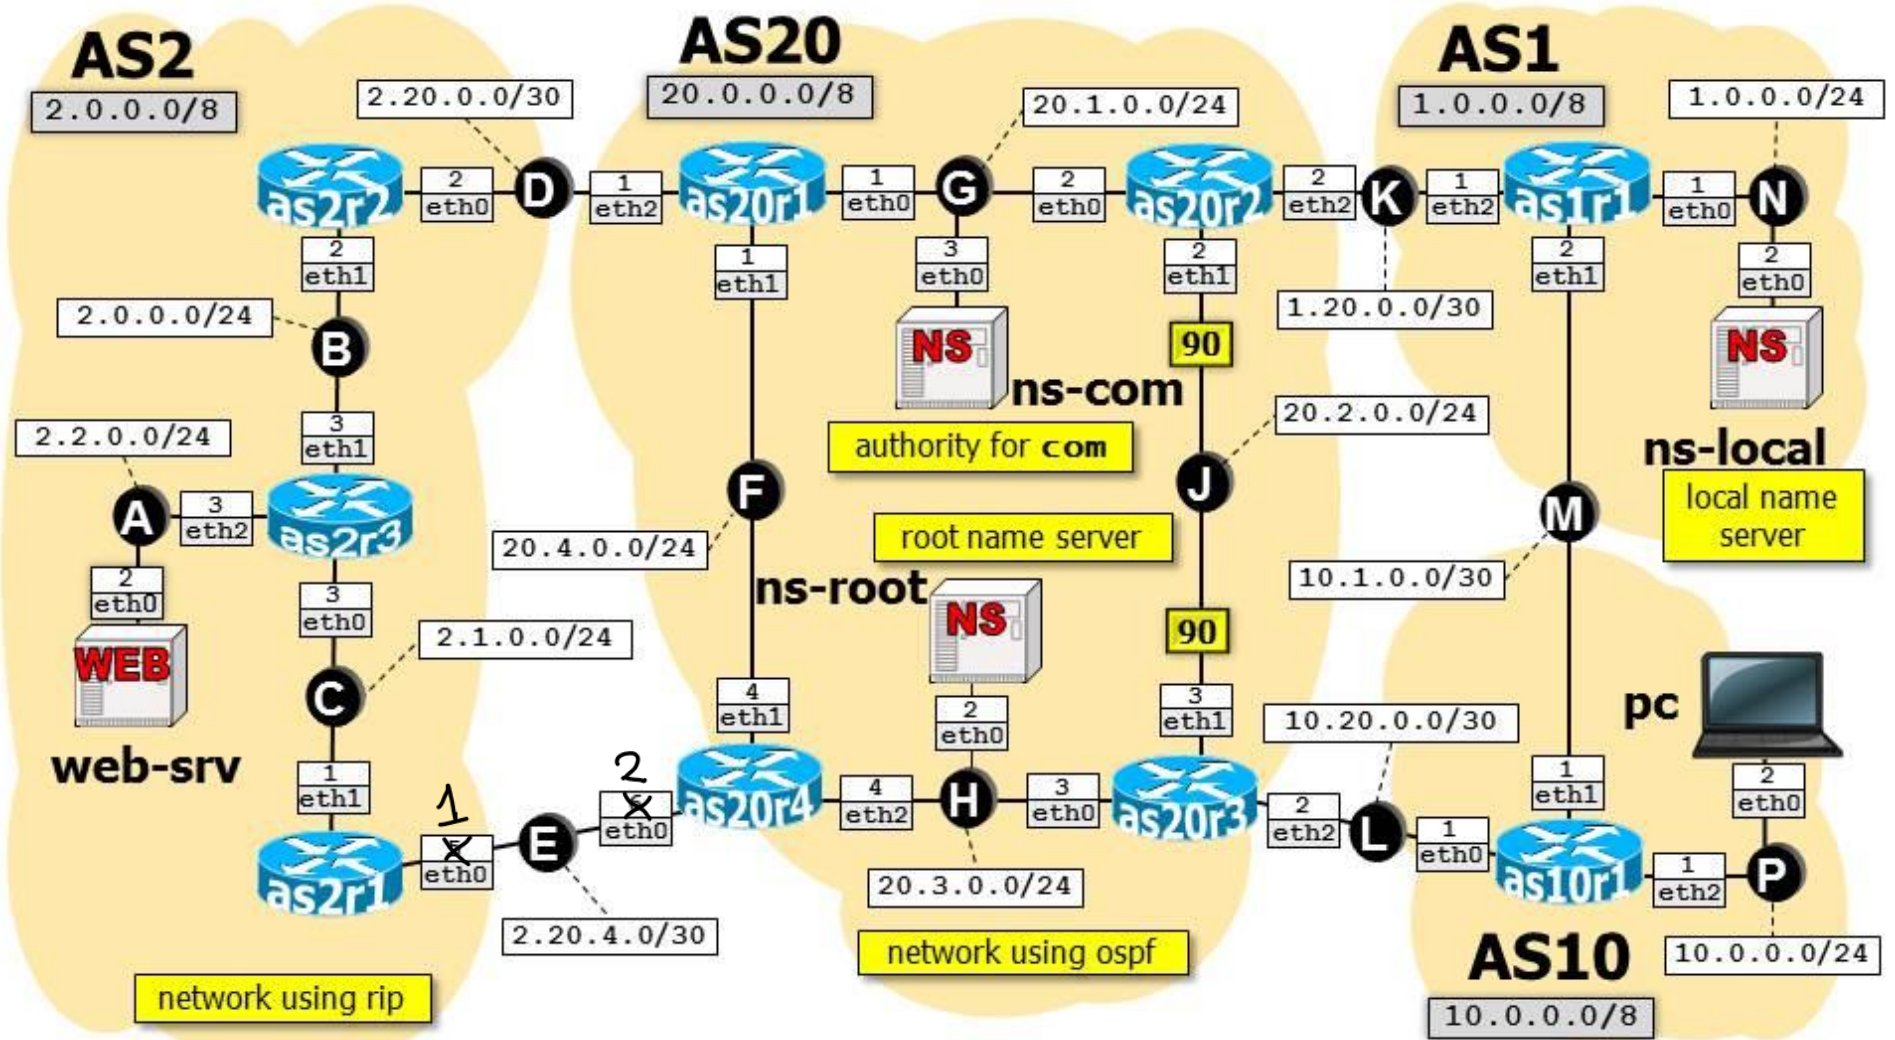 AS2
2.0.0.0/8
2.20.0.0/30
AS20
20.0.0.0/8
20.1.0.0/24
AS1
1.0.0.0/8
1.0.0.0/24
as2r2
2
eth0
D
1
eth2
as20r1
1
eth0
G
2
eth0
as20r2
2
eth2
K
1
eth2
as1r1
1
eth0
N
2
eth1
1
eth1
3
eth0
2
eth1
2
eth1
2
eth0
2.0.0.0/24
B
NS
ns-com
authority for com
90
1.20.0.0/30
NS
ns-local
local name
server
3
eth1
2.2.0.0/24
A
3
eth2
as2r3
F
20.4.0.0/24
J
20.2.0.0/24
M
10.1.0.0/30
root name server
ns-root
NS
2
eth0
WEB
web-srv
3
eth0
C
2.1.0.0/24
90
4
eth1
2
eth0
3
eth1
10.20.0.0/30
pc
1
eth1
1
eth0
as2r1
E
2
eth0
as20r4
4
eth2
H
3
eth0
as20r3
2
eth2
L
1
eth0
as10r1
1
eth1
2
eth0
1
eth2
P
2.20.4.0/30
20.3.0.0/24
10.0.0.0/24
network using rip
network using ospf
AS10
10.0.0.0/8